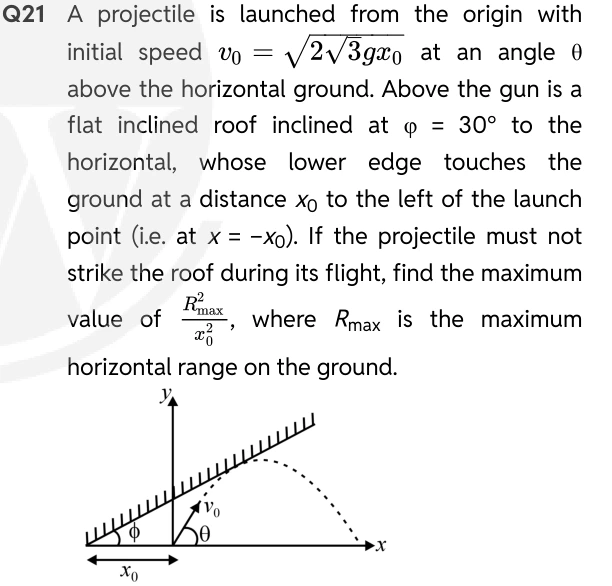 Q21 A projectile is launched from the origin with
initial speed v₀ = √(2√3gx₀) at an angle θ
above the horizontal ground. Above the gun is a
flat inclined roof inclined at φ = 30° to the
horizontal, whose lower edge touches the
ground at a distance x₀ to the left of the launch
point (i.e. at x = −x₀). If the projectile must not
strike the roof during its flight, find the maximum
value of R²max/x₀², where Rmax is the maximum
horizontal range on the ground.
y
v₀
ϕ
θ
x
x₀